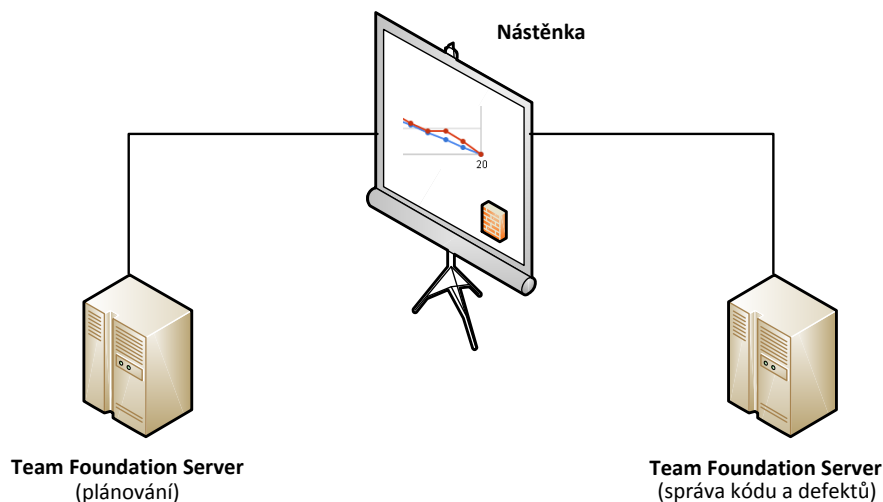 Nástěnka
20
Team Foundation Server
(plánování)
Team Foundation Server
(správa kódu a defektů)